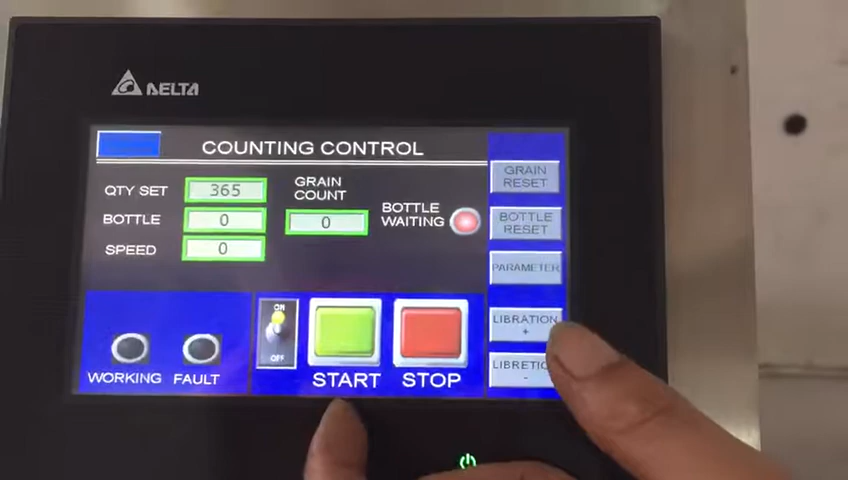 DELTA
COUNTING CONTROL
QTY SET 365
GRAIN
COUNT
0
BOTTLE 0
SPEED 0
BOTTLE
WAITING
GRAIN
RESET
BOTTLE
RESET
PARAMETER
LIBRATION
+
-
ON
OFF
WORKING
FAULT
START
STOP